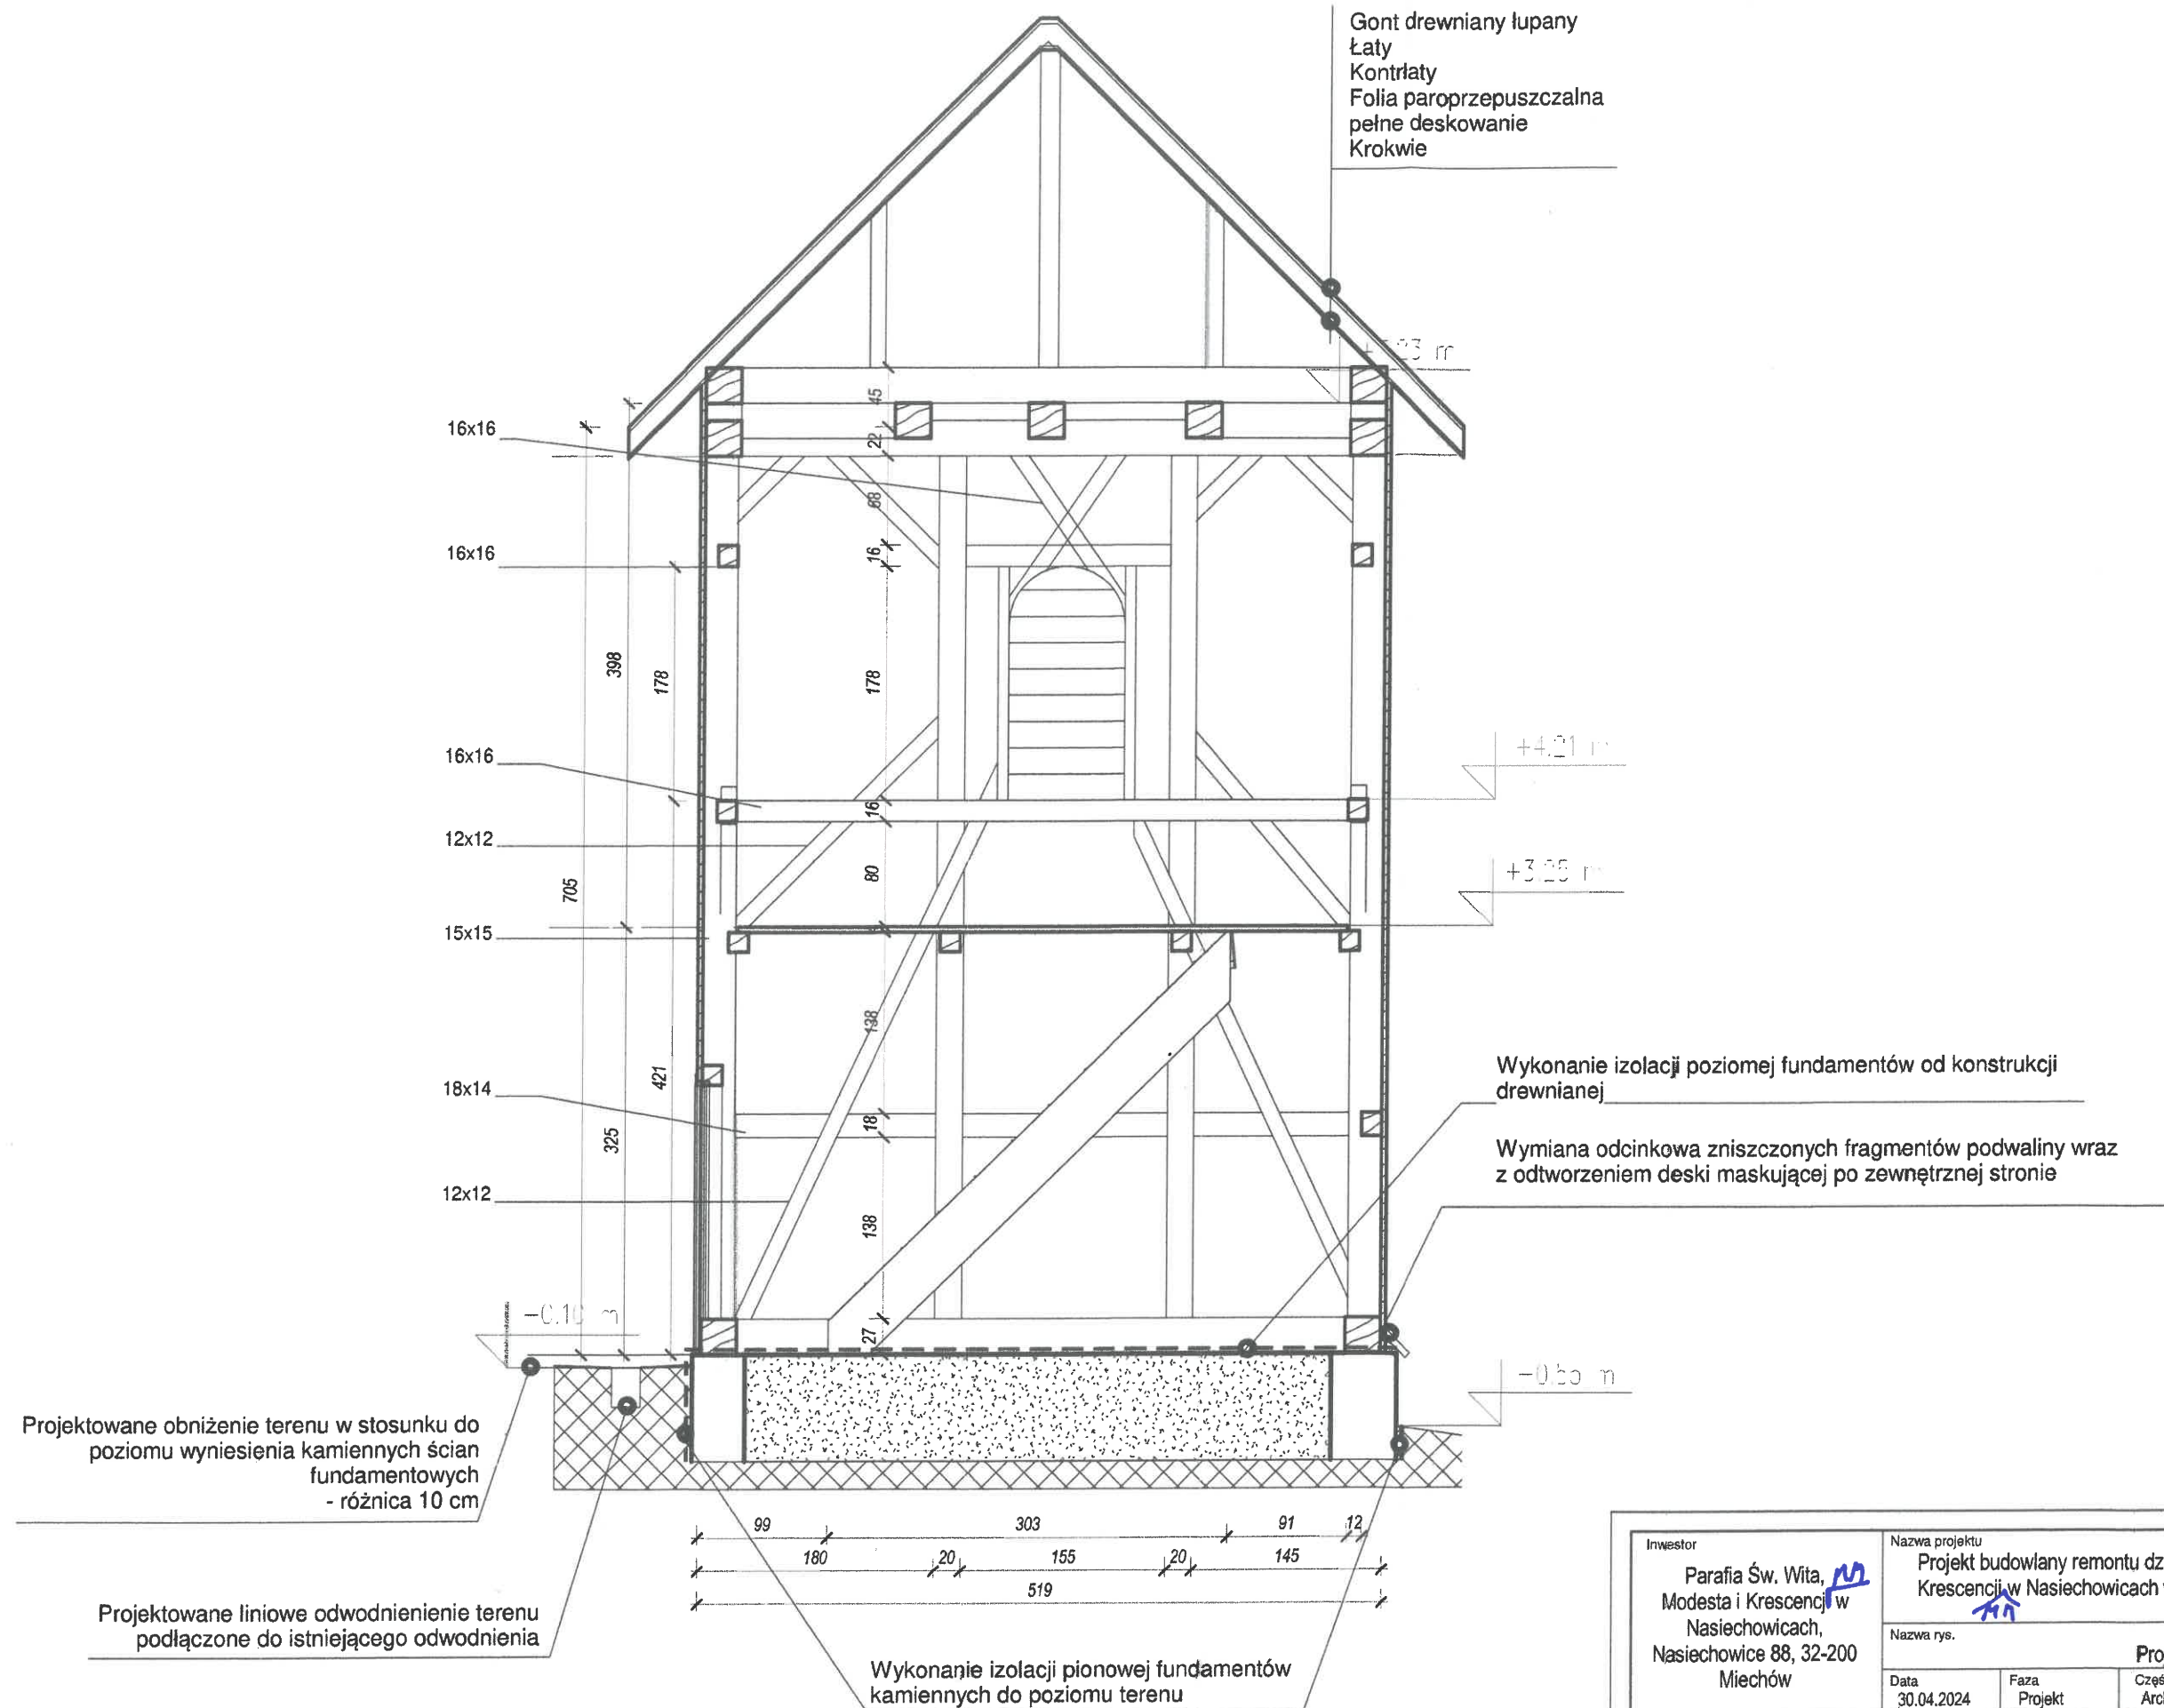 Gont drewniany łupany
Łaty
Kontrłaty
Folia paroprzepuszczalna
pełne deskowanie
Krokwie
16x16
16x16
16x16
12x12
15x15
18x14
12x12
705
398
325
178
421
45
22
68
16
178
16
80
138
18
138
27
+4.21
+3.25
-0.10 m
Wykonanie izolacji poziomej fundamentów od konstrukcji
drewnianej
Wymiana odcinkowa zniszczonych fragmentów podwaliny wraz
z odtworzeniem deski maskującej po zewnętrznej stronie
Projektowane obniżenie terenu w stosunku do
poziomu wyniesienia kamiennych ścian
fundamentowych
- różnica 10 cm
Projektowane liniowe odwodnienienie terenu
podłączone do istniejącego odwodnienia
Wykonanie izolacji pionowej fundamentów
kamiennych do poziomu terenu
99 303 91 12
180 20 155 20 145
519
Inwestor
Parafia Św. Wita,
Modesta i Krescencji w
Nasiechowicach,
Nasiechowice 88, 32-200
Miechów
Nazwa projektu
Projekt budowlany remontu dz
Krescencji w Nasiechowicach
Nazwa rys.
Data
30.04.2024
Faza
Projekt